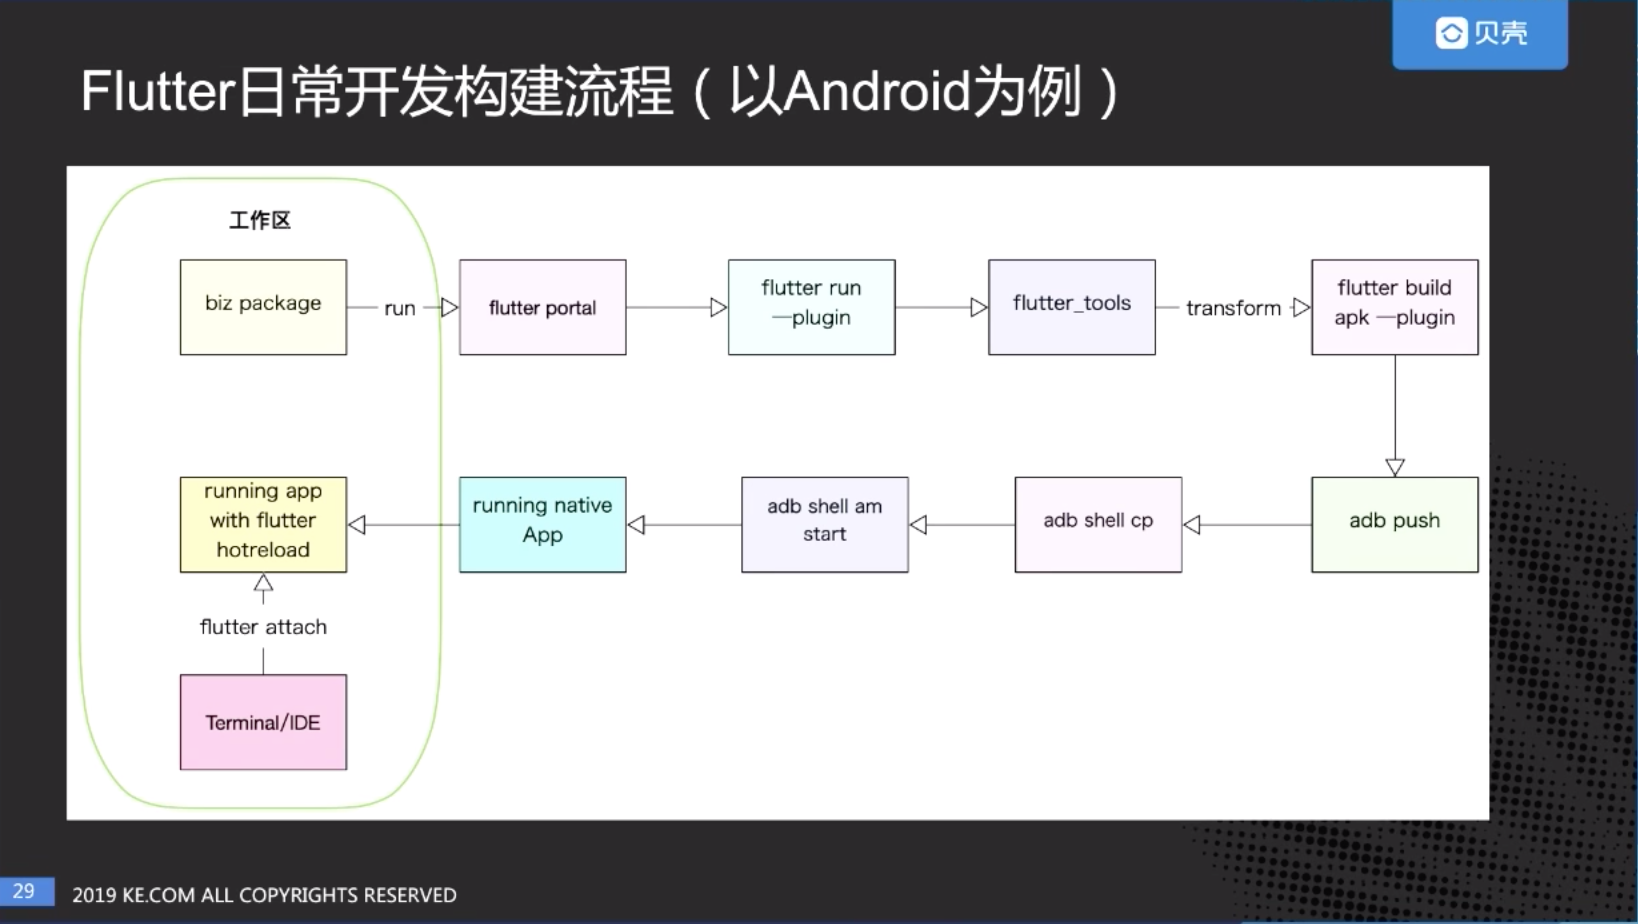 贝壳
Flutter日常开发构建流程（以Android为例）
工作区
biz package
run
flutter portal
flutter run
—plugin
flutter_tools
transform
flutter build
apk —plugin
running app
with flutter
hotreload
running native
App
adb shell am
start
adb shell cp
adb push
flutter attach
Terminal/IDE
29
2019 KE.COM ALL COPYRIGHTS RESERVED